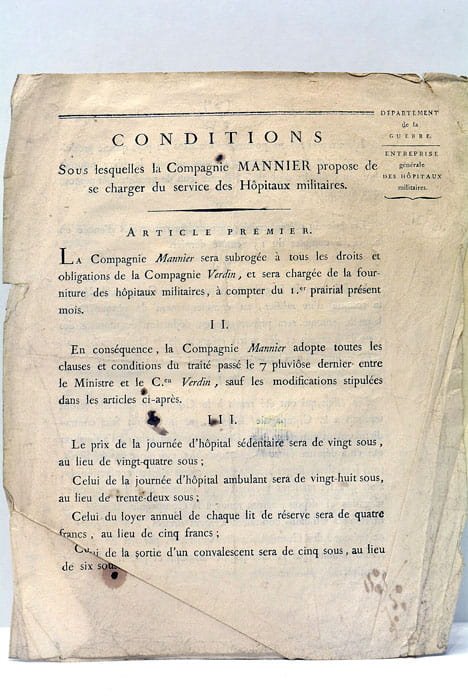 DÉPARTEMENT
de la
GUERRE.
ENTREPRISE
générale
DES HÔPITAUX
militaires.
CONDITIONS
Sous lesquelles la Compagnie MANNIER propose de
se charger du service des Hôpitaux militaires.
ARTICLE PREMIER.
LA Compagnie Mannier sera subrogée à tous les droits et
obligations de la Compagnie Verdin, et sera chargée de la four-
niture des hôpitaux militaires, à compter du 1.er prairial présent
mois.
II.
En conséquence, la Compagnie Mannier adopte toutes les
clauses et conditions du traité passé le 7 pluviôse dernier entre
le Ministre et le C.en Verdin, sauf les modifications stipulées
dans les articles ci-après.
III.
Le prix de la journée d'hôpital sédentaire sera de vingt sous,
au lieu de vingt-quatre sous;
Celui de la journée d'hôpital ambulant sera de vingt-huit sous,
au lieu de trente-deux sous;
Celui du loyer annuel de chaque lit de réserve sera de quatre
francs, au lieu de cinq francs;
Celui de la sortie d'un convalescent sera de cinq sous, au lieu
de six sous